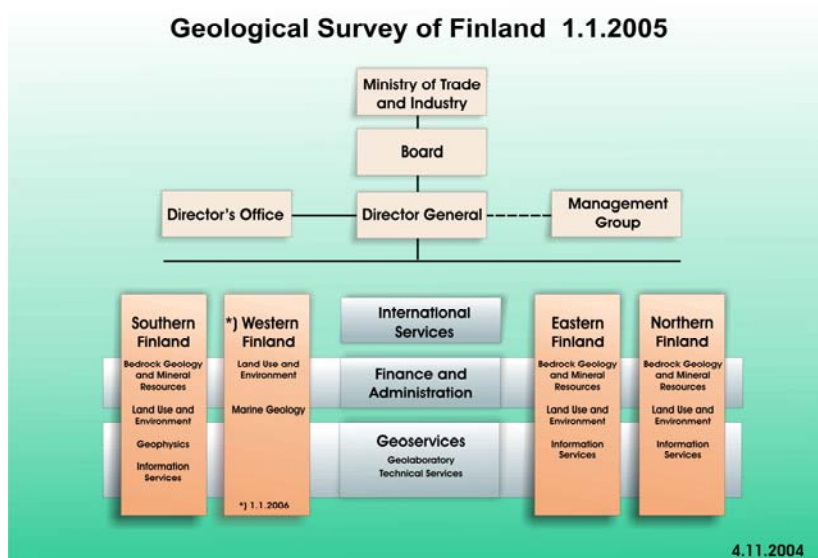 Geological Survey of Finland 1.1.2005
Ministry of Trade
and Industry
Board
Director's Office
Director General
Management
Group
Southern
Finland
Bedrock Geology
and Mineral
Resources
Land Use and
Environment
Geophysics
Information
Services
*) Western
Finland
Land Use and
Environment
Marine Geology
*) 1.1.2006
International
Services
Finance and
Administration
Geoservices
Geolaboratory
Technical Services
Eastern
Finland
Bedrock Geology
and Mineral
Resources
Land Use and
Environment
Information
Services
Northern
Finland
Bedrock Geology
and Mineral
Resources
Land Use and
Environment
Information
Services
4.11.2004